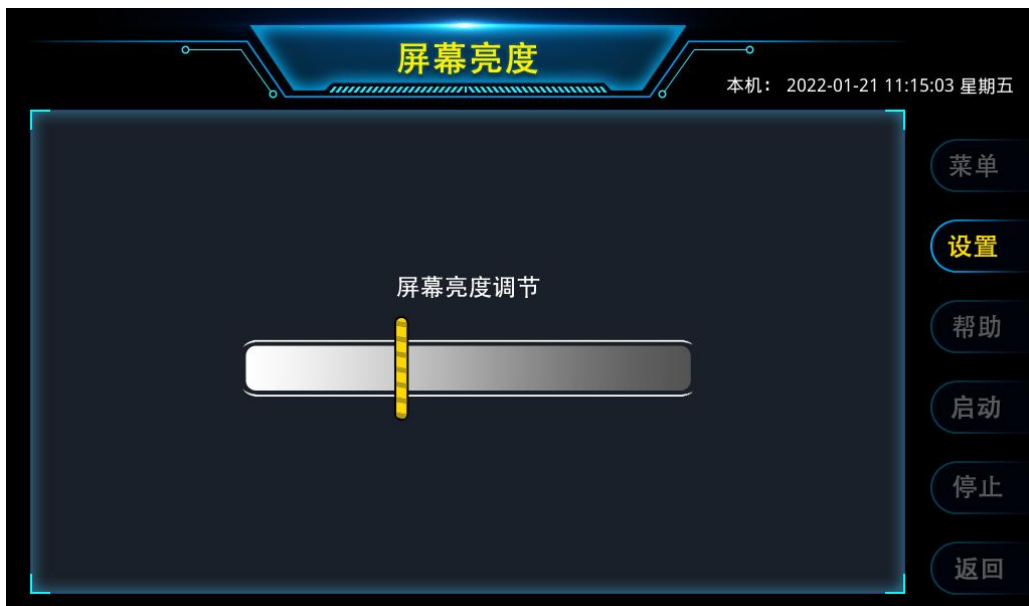 屏幕亮度
本机： 2022-01-21 11:15:03 星期五
屏幕亮度调节
菜单
设置
帮助
启动
停止
返回